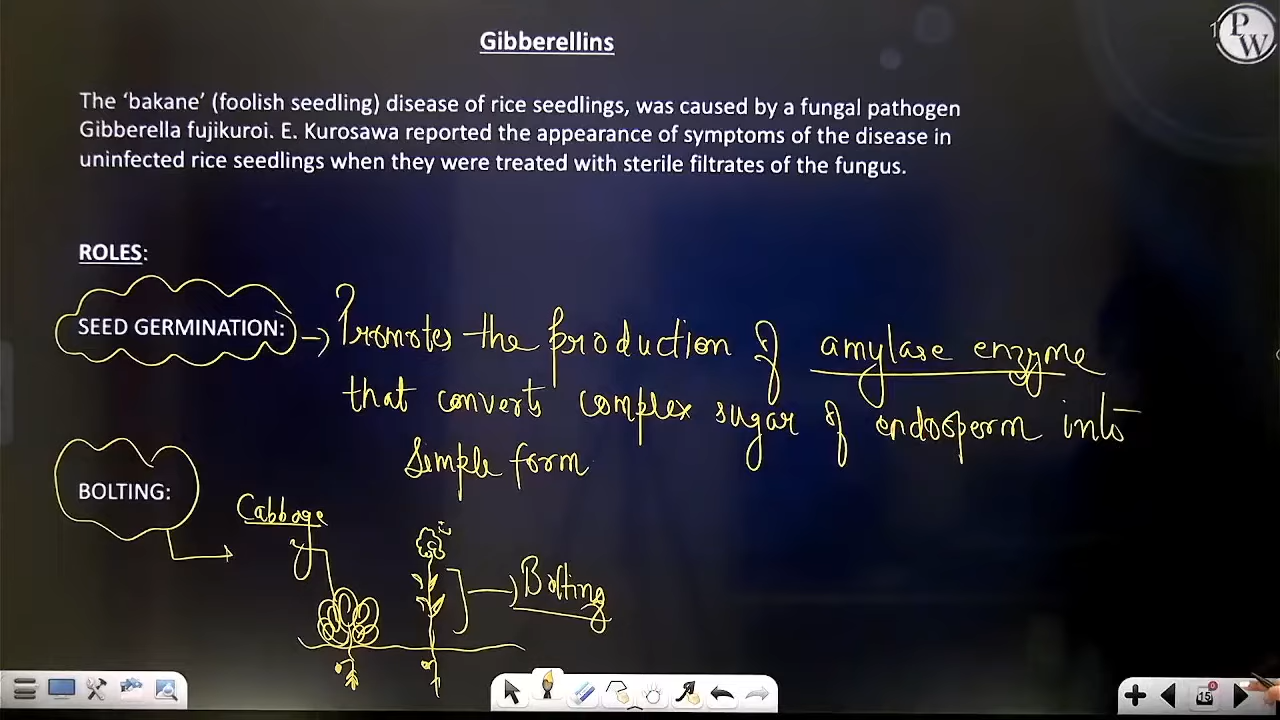 Gibberellins
PW
The ‘bakane’ (foolish seedling) disease of rice seedlings, was caused by a fungal pathogen
Gibberella fujikuroi. E. Kurosawa reported the appearance of symptoms of the disease in
uninfected rice seedlings when they were treated with sterile filtrates of the fungus.
ROLES:
SEED GERMINATION: → Promotes the production of amylase enzyme
that converts complex sugar of endosperm into
simple form
BOLTING:
Cabbage
Bolting
15